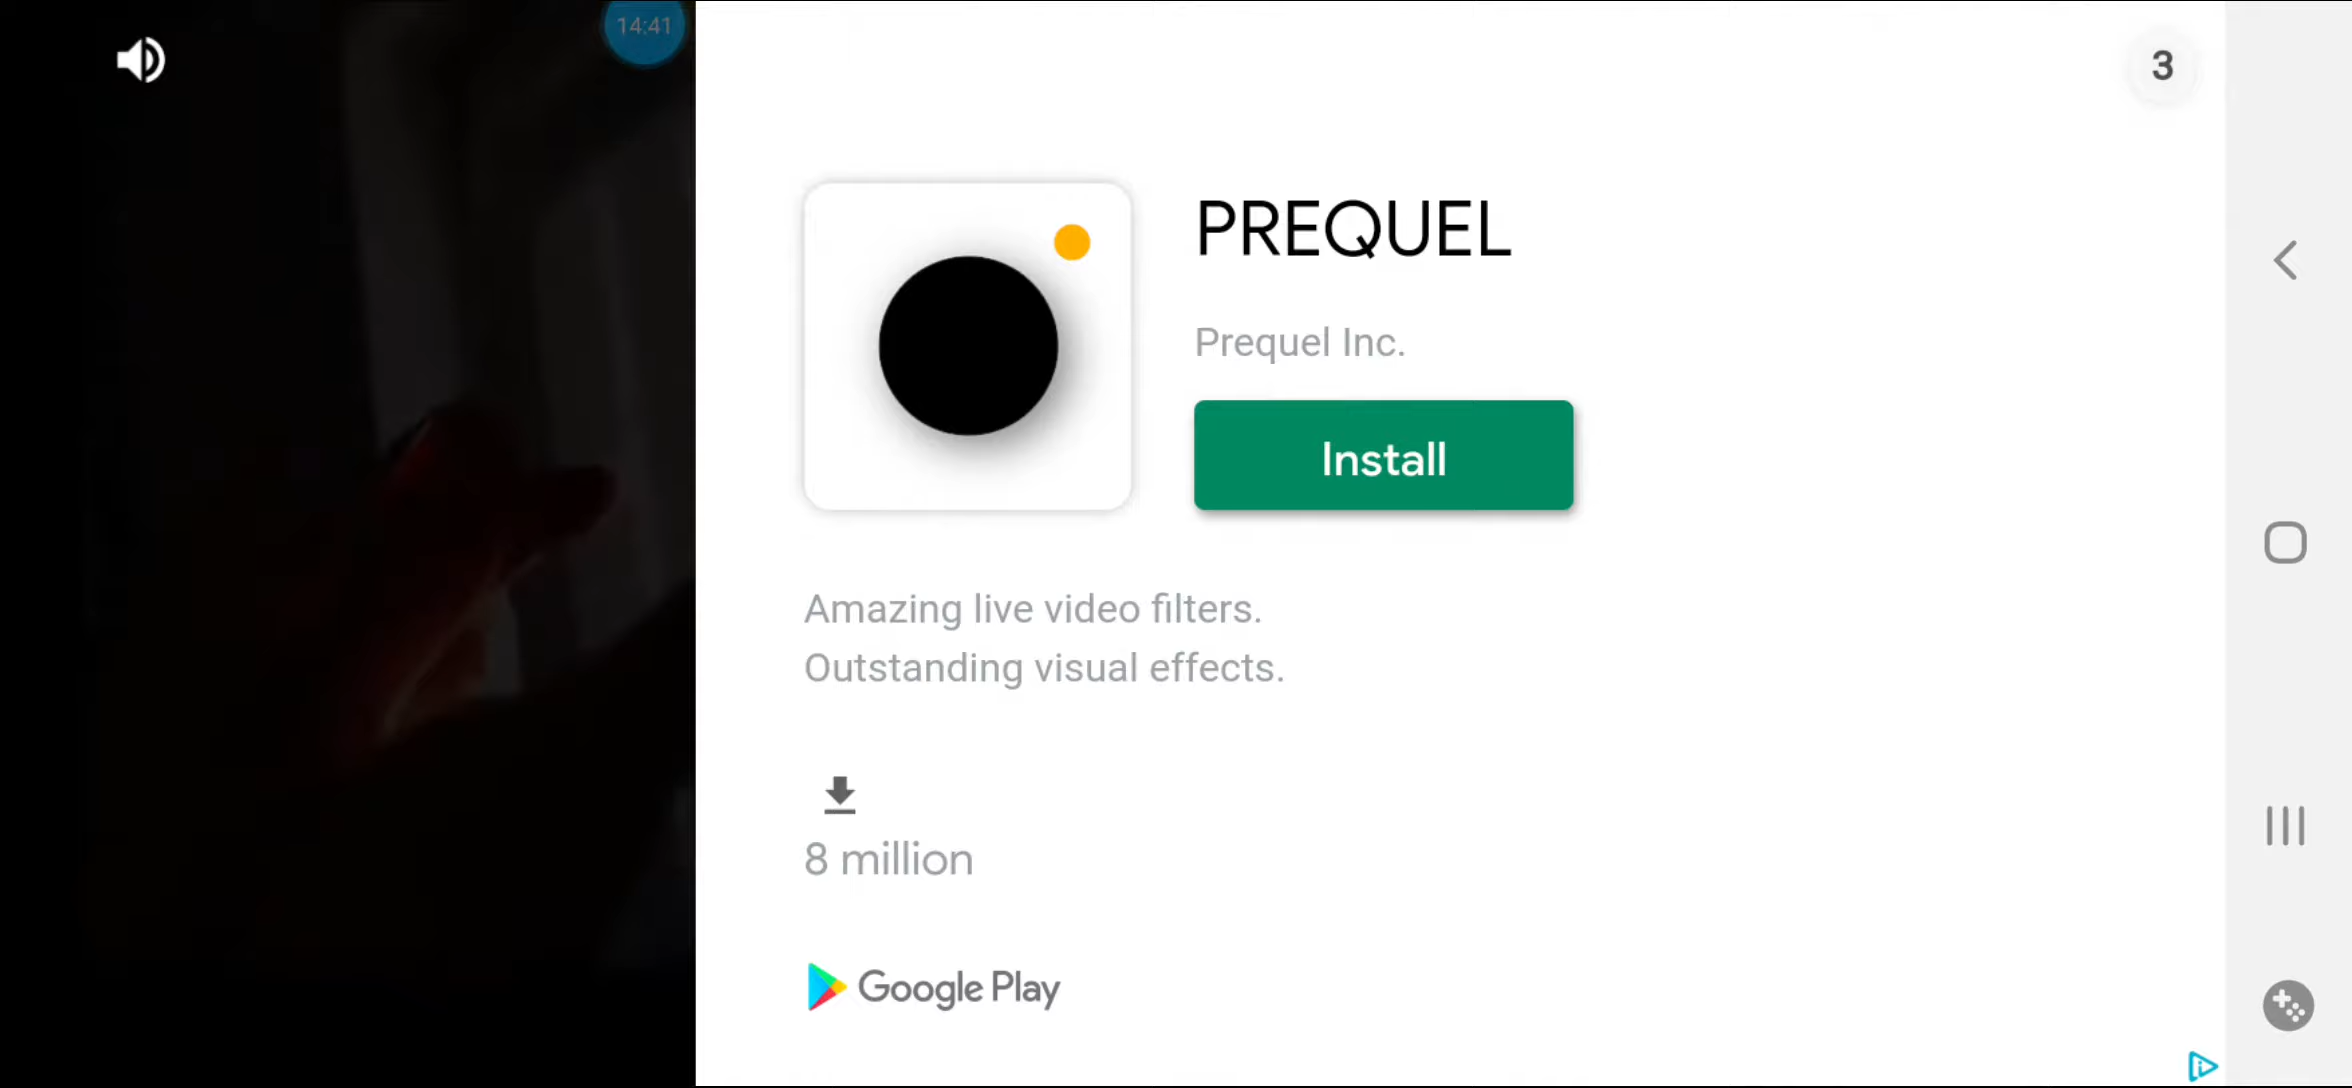 14:41
3
PREQUEL
Prequel Inc.
Install
Amazing live video filters.
Outstanding visual effects.
8 million
Google Play